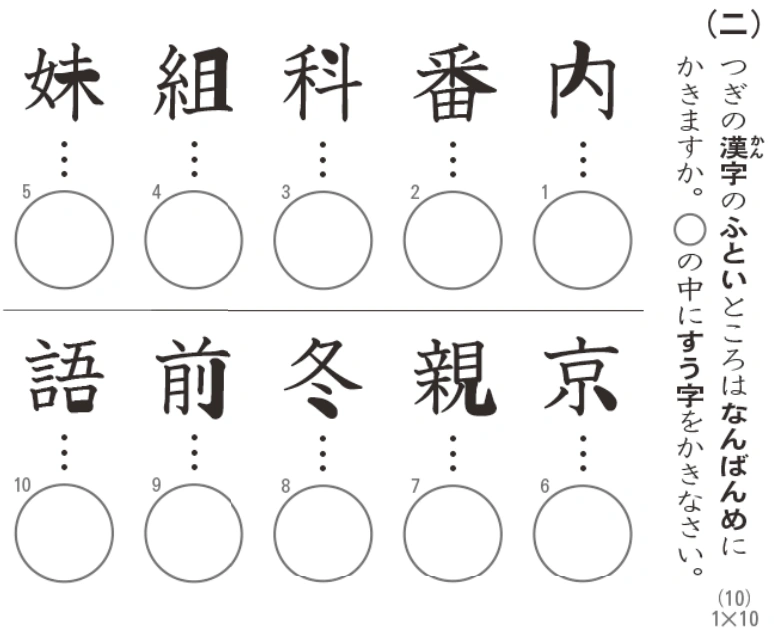 (二)
つぎの漢字のふといところはなんばんめに
かん
かきますか。○の中にすう字をかきなさい。
(10)
1×10
内
1
番
2
科
3
組
4
妹
5
京
6
親
7
冬
8
前
9
語
10